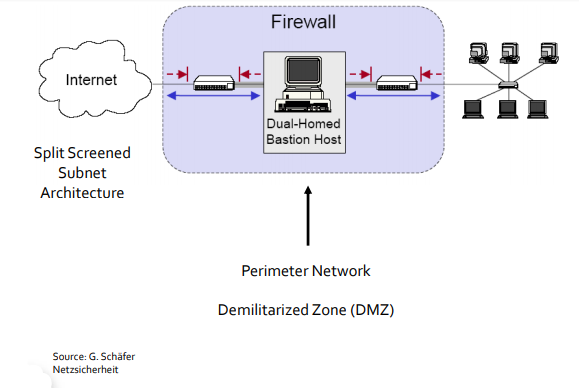 Firewall
Internet
Dual-Homed
Bastion Host
Split Screened
Subnet
Architecture
Perimeter Network
Demilitarized Zone (DMZ)
Source: G. Schäfer
Netzsicherheit